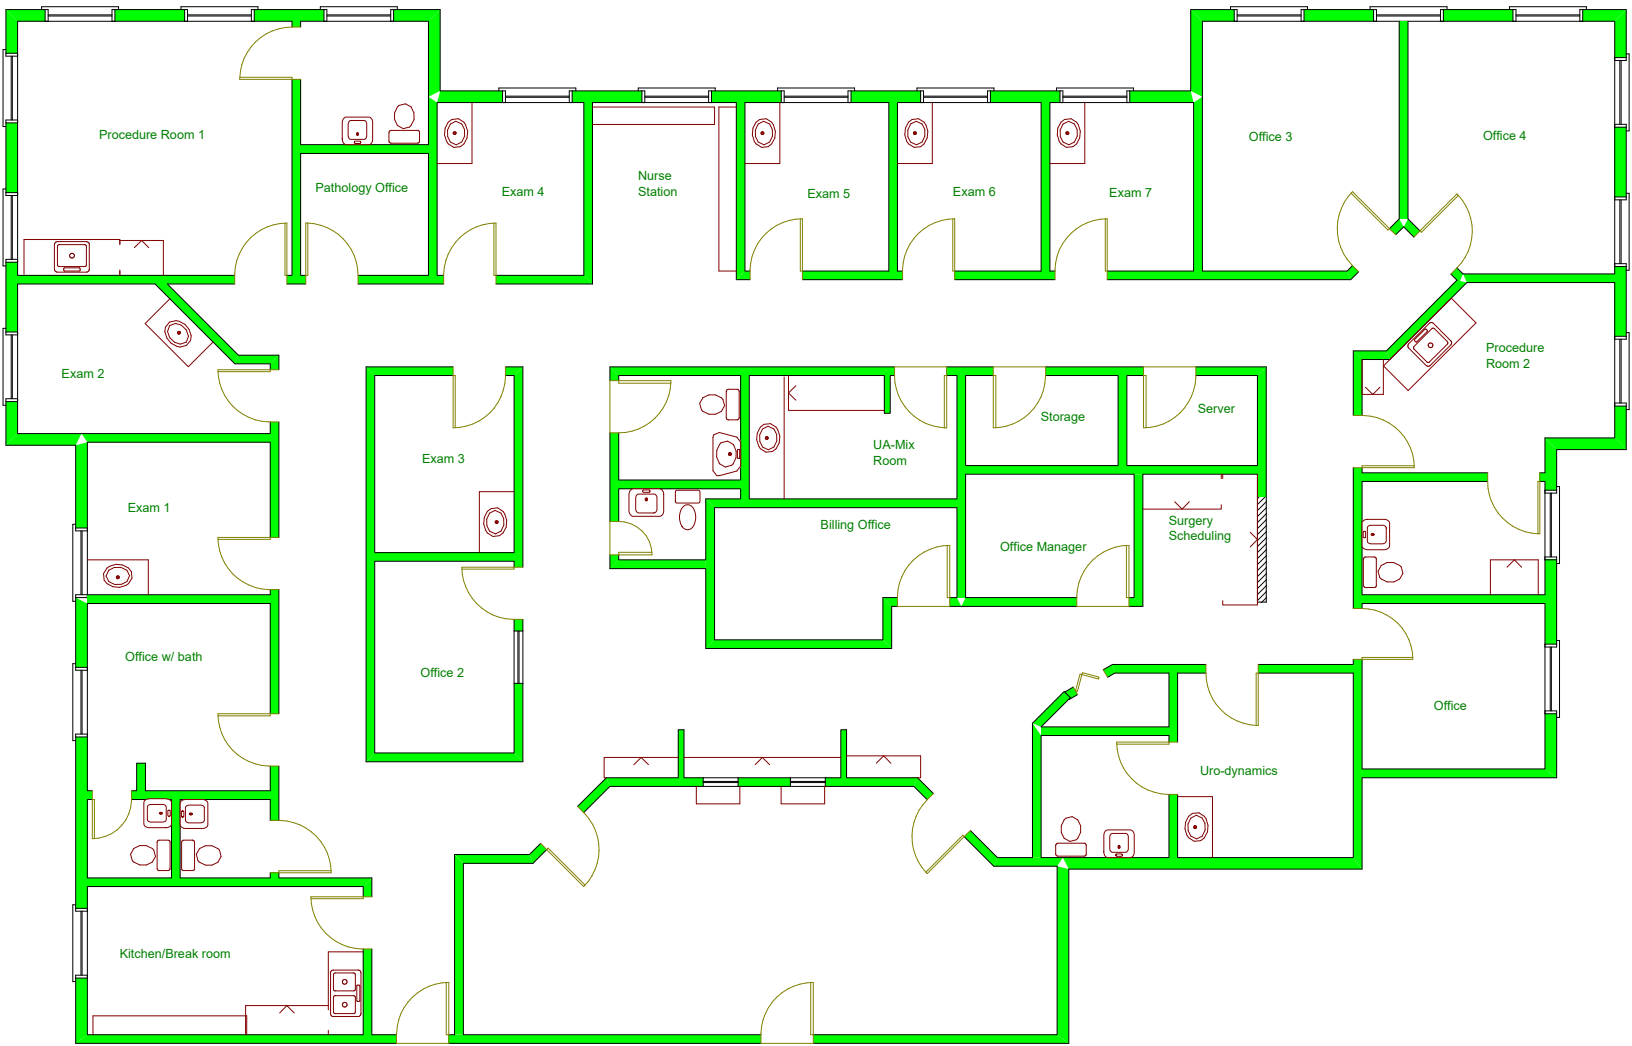 Procedure Room 1
Office 3
Office 4
Pathology Office
Nurse
Station
Exam 4
Exam 5
Exam 6
Exam 7
Procedure
Room 2
Exam 2
Storage
Server
UA-Mix
Room
Exam 3
Exam 1
Billing Office
Surgery
Scheduling
Office Manager
Office w/ bath
Office 2
Office
Uro-dynamics
Kitchen/Break room